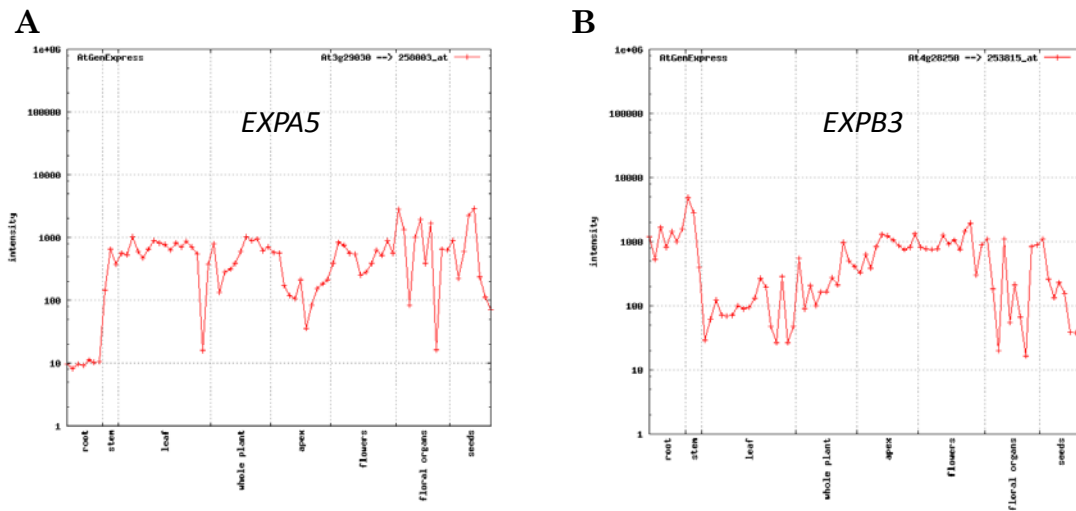 A
1e+06
100000
10000
1000
100
10
1
intensity
AtGenExpress
At3g29030 --> 250003_at
EXPA5
root
stem
leaf
whole plant
apex
flowers
floral organs
seeds
B
1e+06
100000
10000
1000
100
10
1
intensity
AtGenExpress
At4g28250 --> 253815_at
EXPB3
root
stem
leaf
whole plant
apex
flowers
floral organs
seeds